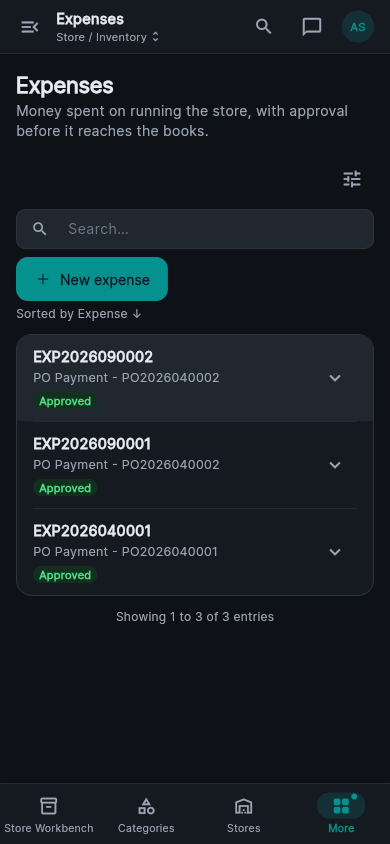 Expenses
Store / Inventory
AS
Expenses
Money spent on running the store, with approval
before it reaches the books.
Search...
+ New expense
Sorted by Expense ↓
EXP2026090002
PO Payment - PO2026040002
Approved
EXP2026090001
PO Payment - PO2026040002
Approved
EXP2026040001
PO Payment - PO2026040001
Approved
Showing 1 to 3 of 3 entries
Store Workbench
Categories
Stores
More